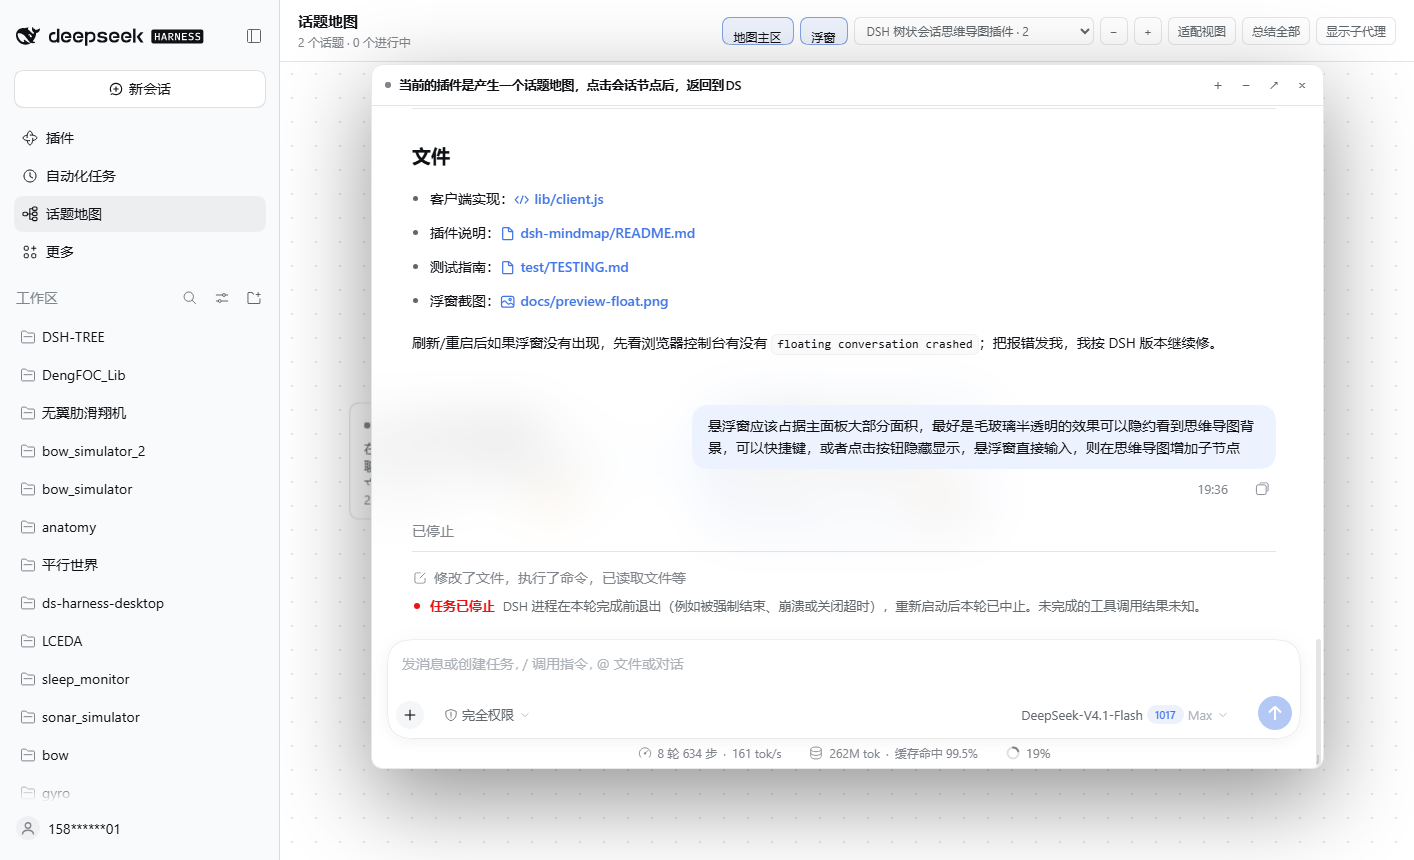 deepseek HARNESS
新会话
插件
自动化任务
话题地图
更多
工作区
DSH-TREE
DengFOC_Lib
无翼肋滑翔机
bow_simulator_2
bow_simulator
anatomy
平行世界
ds-harness-desktop
LCEDA
sleep_monitor
sonar_simulator
bow
gyro
158******01
话题地图
2 个话题 · 0 个进行中
地图主区
浮窗
DSH 树状会话思维导图插件 · 2
−
+
适配视图
总结全部
显示子代理
当前的插件是产生一个话题地图，点击会话节点后，返回到DS
文件
客户端实现： lib/client.js
插件说明： dsh-mindmap/README.md
测试指南： test/TESTING.md
浮窗截图： docs/preview-float.png
刷新/重启后如果浮窗没有出现，先看浏览器控制台有没有 floating conversation crashed ；把报错发我，我按 DSH 版本继续修。
悬浮窗应该占据主面板大部分面积，最好是毛玻璃半透明的效果可以隐约看到思维导图背
景，可以快捷键，或者点击按钮隐藏显示，悬浮窗直接输入，则在思维导图增加子节点
19:36
已停止
修改了文件，执行了命令，已读取文件等
任务已停止 DSH 进程在本轮完成前退出（例如被强制结束、崩溃或关闭超时），重新启动后本轮已中止。未完成的工具调用结果未知。
发消息或创建任务, / 调用指令, @ 文件或对话
完全权限
DeepSeek-V4.1-Flash 1017 Max
8 轮 634 步 · 161 tok/s
262M tok · 缓存命中 99.5%
19%